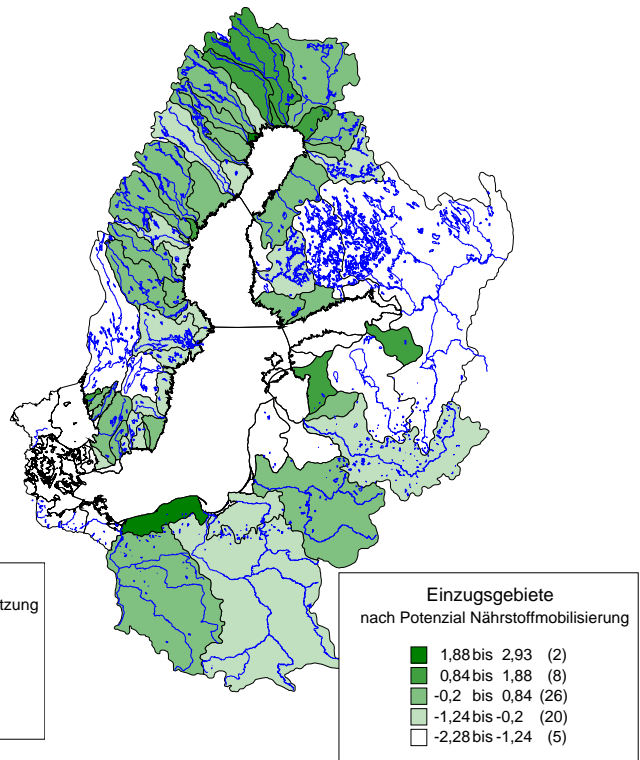 tzung
Einzugsgebiete
nach Potenzial Nährstoffmobilisierung
1,88 bis 2,93 (2)
0,84 bis 1,88 (8)
-0,2 bis 0,84 (26)
-1,24 bis -0,2 (20)
-2,28 bis -1,24 (5)